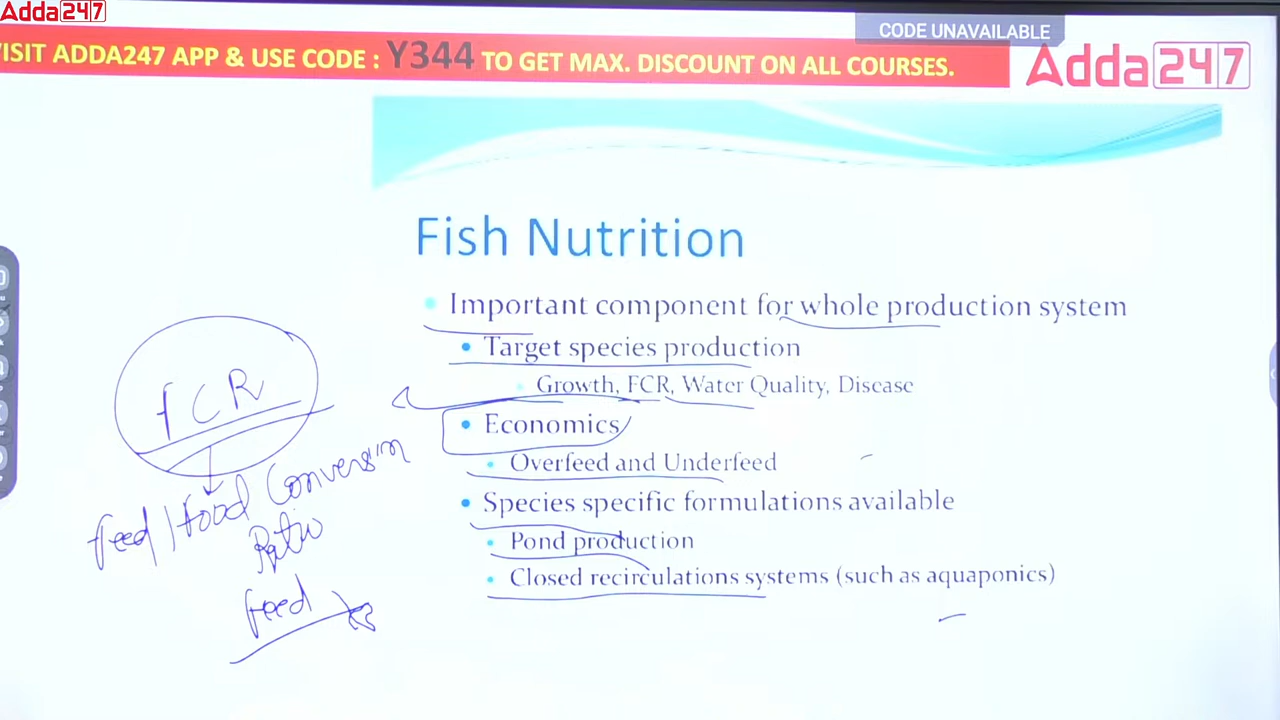 Adda247
CODE UNAVAILABLE
VISIT ADDA247 APP & USE CODE : Y344 TO GET MAX. DISCOUNT ON ALL COURSES.
Adda247
Fish Nutrition
• Important component for whole production system
• Target species production
• Growth, FCR, Water Quality, Disease
• Economics
• Overfeed and Underfeed
• Species specific formulations available
• Pond production
• Closed recirculations systems (such as aquaponics)
FCR
Feed / Food Conversion
Ratio
Feed